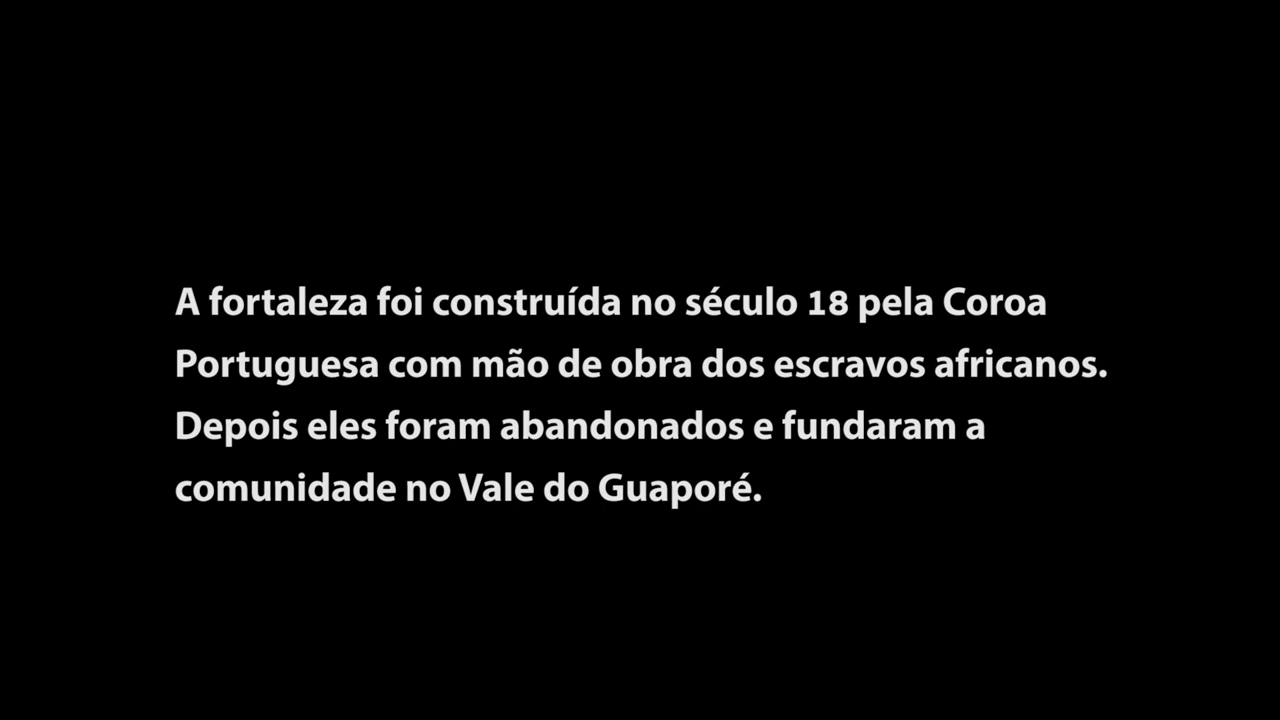 A fortaleza foi construída no século 18 pela Coroa
Portuguesa com mão de obra dos escravos africanos.
Depois eles foram abandonados e fundaram a
comunidade no Vale do Guaporé.